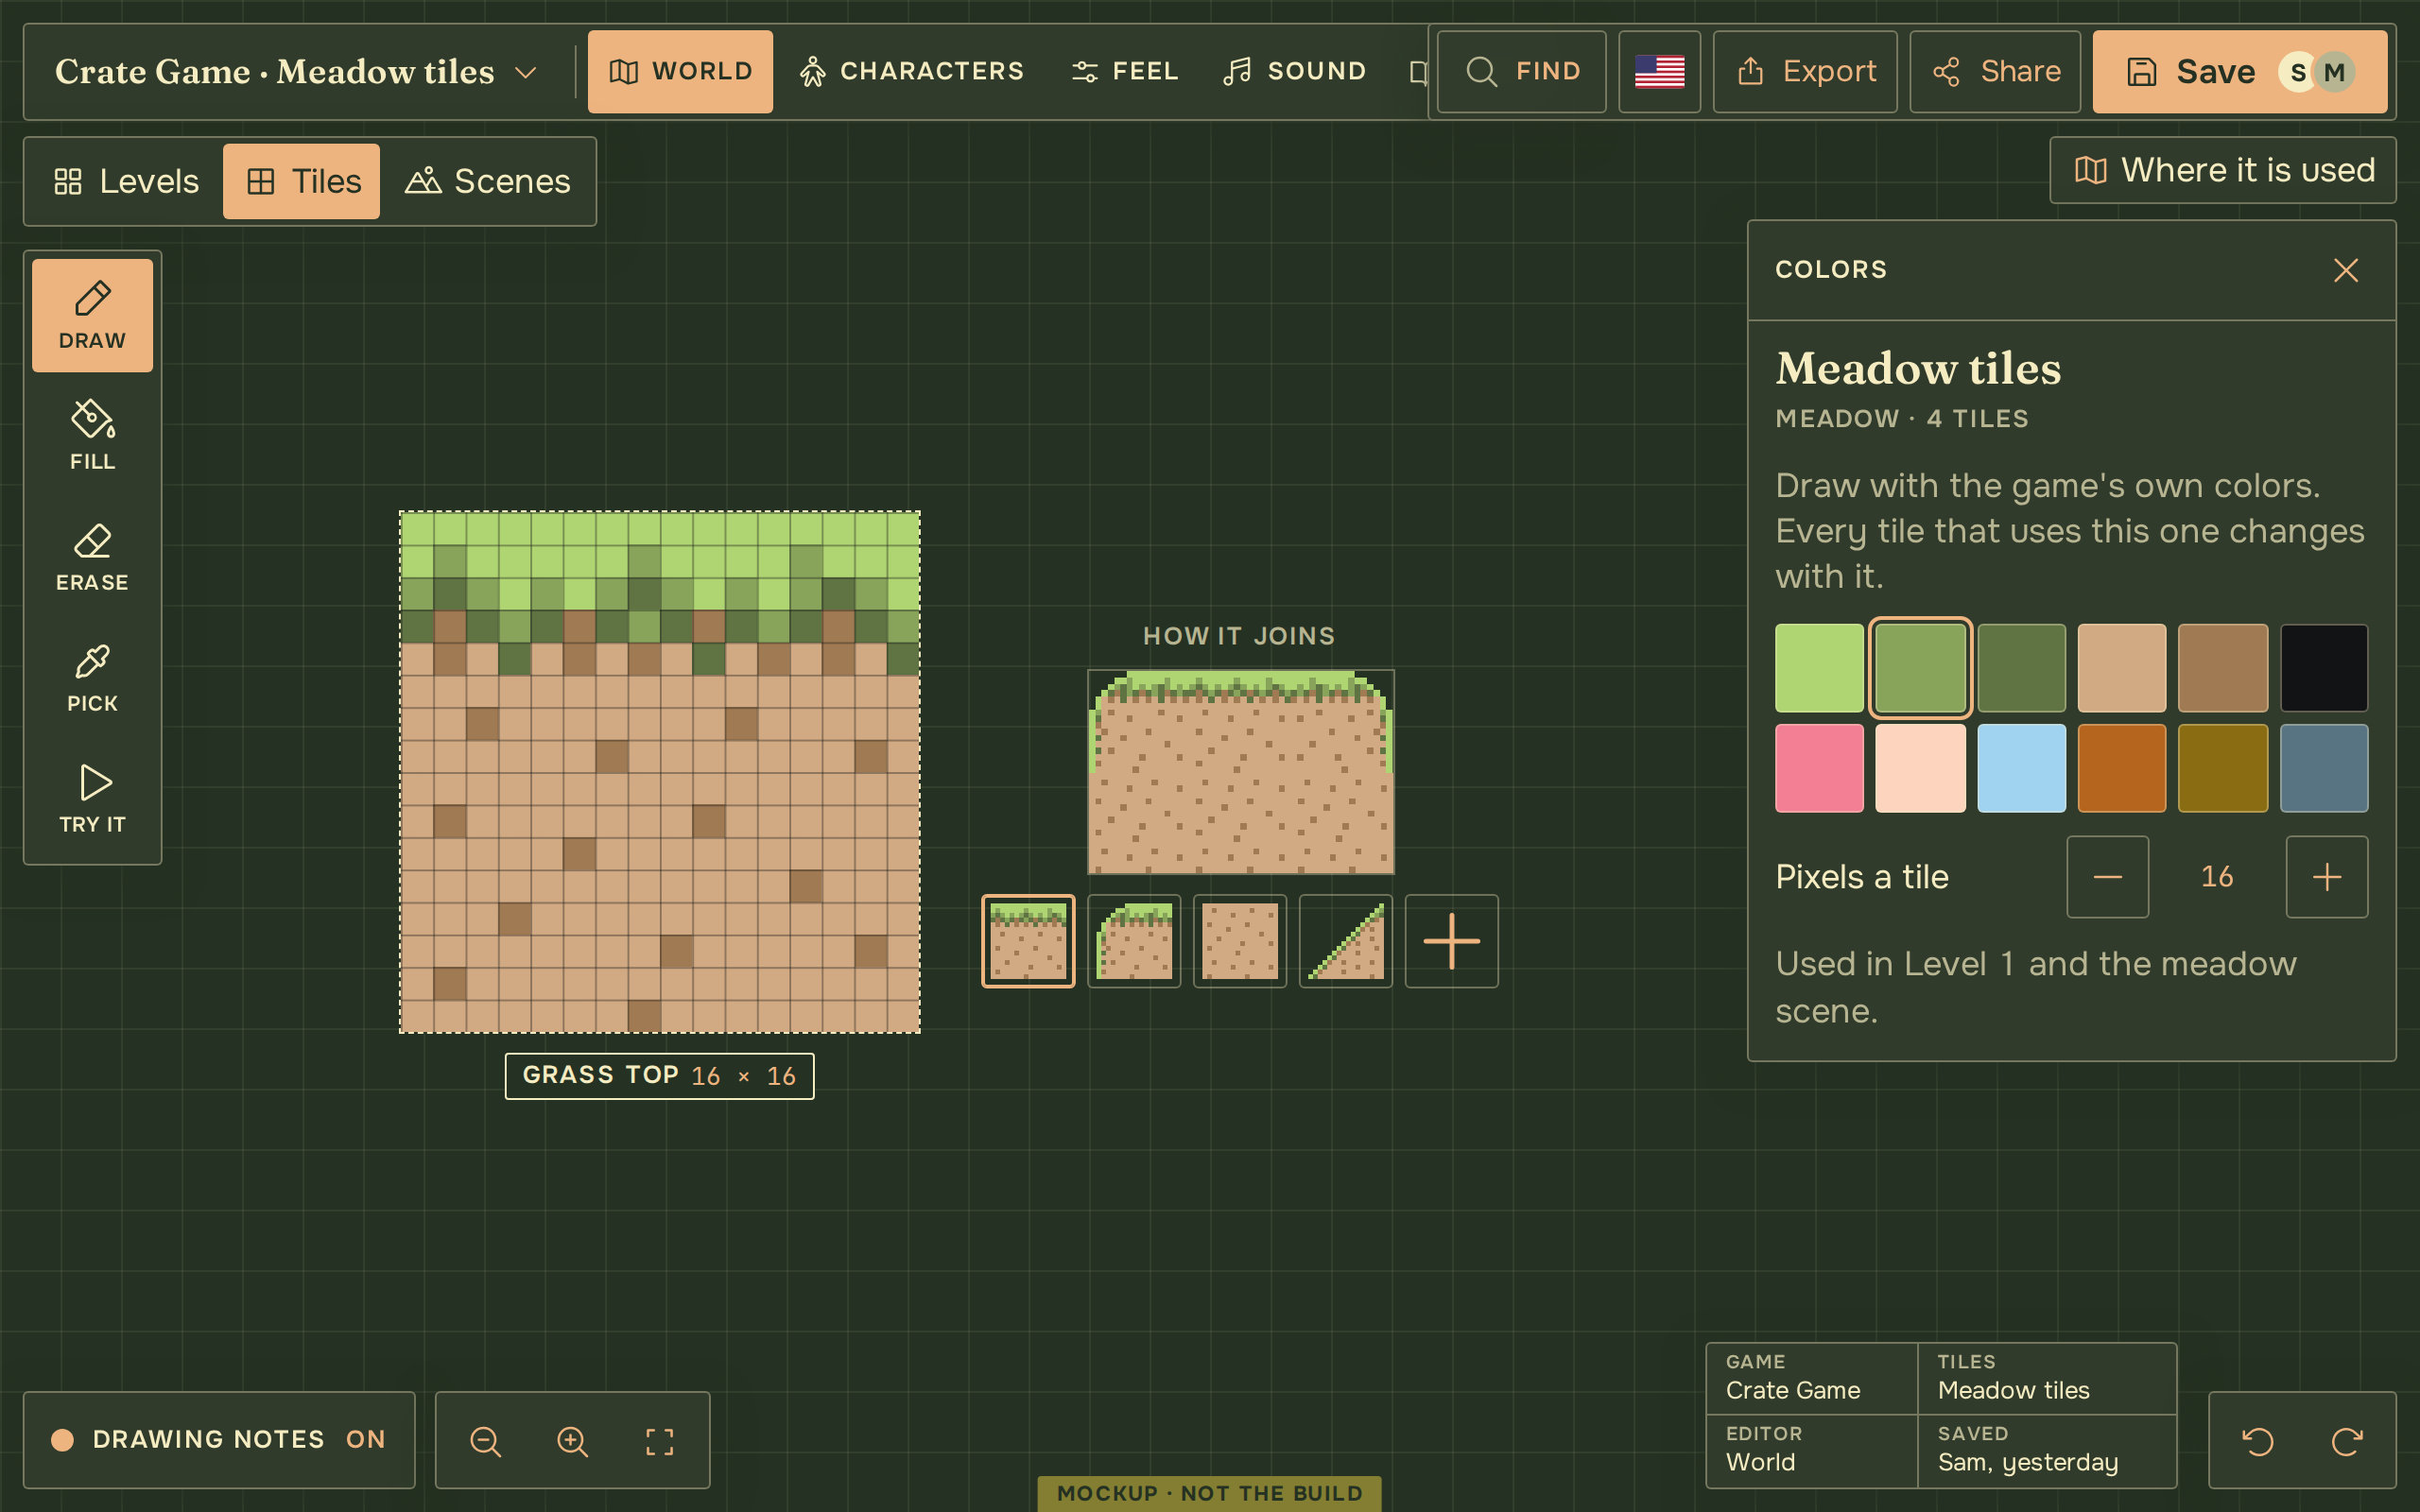 Crate Game · Meadow tiles
WORLD
CHARACTERS
FEEL
SOUND
FIND
Export
Share
Save
S
M
Levels
Tiles
Scenes
Where it is used
DRAW
FILL
ERASE
PICK
TRY IT
COLORS
Meadow tiles
MEADOW · 4 TILES
Draw with the game's own colors.
Every tile that uses this one changes
with it.
Pixels a tile
16
Used in Level 1 and the meadow
scene.
HOW IT JOINS
GRASS TOP 16 × 16
DRAWING NOTES ON
GAME
Crate Game
TILES
Meadow tiles
EDITOR
World
SAVED
Sam, yesterday
MOCKUP · NOT THE BUILD